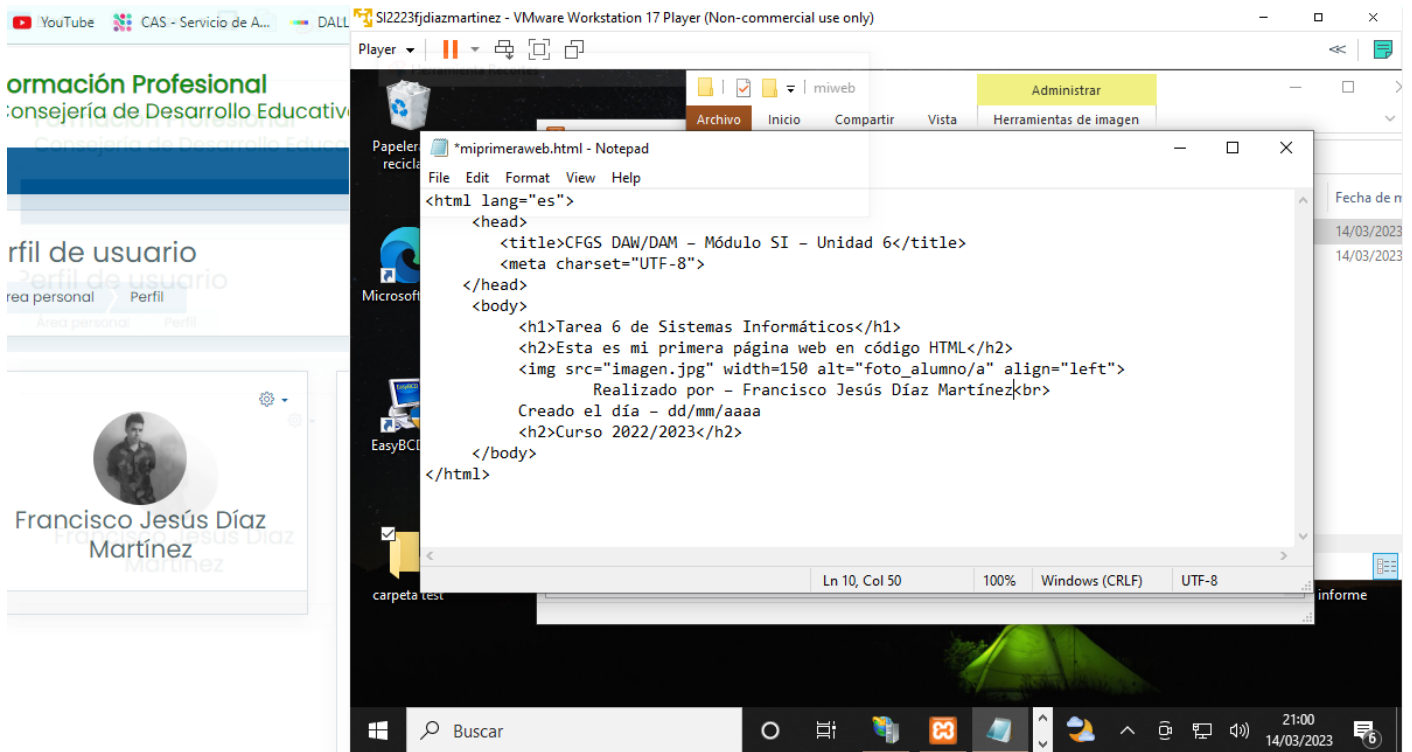 YouTube
CAS - Servicio de A...
DALL
ormación Profesional
Consejería de Desarrollo Educativ
rfil de usuario
rea personal
Perfil
Francisco Jesús Díaz
Martínez
SI2223fjdiazmartinez - VMware Workstation 17 Player (Non-commercial use only)
Player
Herramienta Recortes
miweb
Administrar
Archivo
Inicio
Compartir
Vista
Herramientas de imagen
Papeler
recicla
Microsoft
EasyBCD
carpeta test
informe
Fecha de m
14/03/2023
14/03/2023
*miprimeraweb.html - Notepad
File Edit Format View Help
<html lang="es">
<head>
<title>CFGS DAW/DAM – Módulo SI – Unidad 6</title>
<meta charset="UTF-8">
</head>
<body>
<h1>Tarea 6 de Sistemas Informáticos</h1>
<h2>Esta es mi primera página web en código HTML</h2>
<img src="imagen.jpg" width=150 alt="foto_alumno/a" align="left">
Realizado por – Francisco Jesús Díaz Martínez<br>
Creado el día – dd/mm/aaaa
<h2>Curso 2022/2023</h2>
</body>
</html>
Ln 10, Col 50
100%
Windows (CRLF)
UTF-8
Buscar
21:00
14/03/2023
6